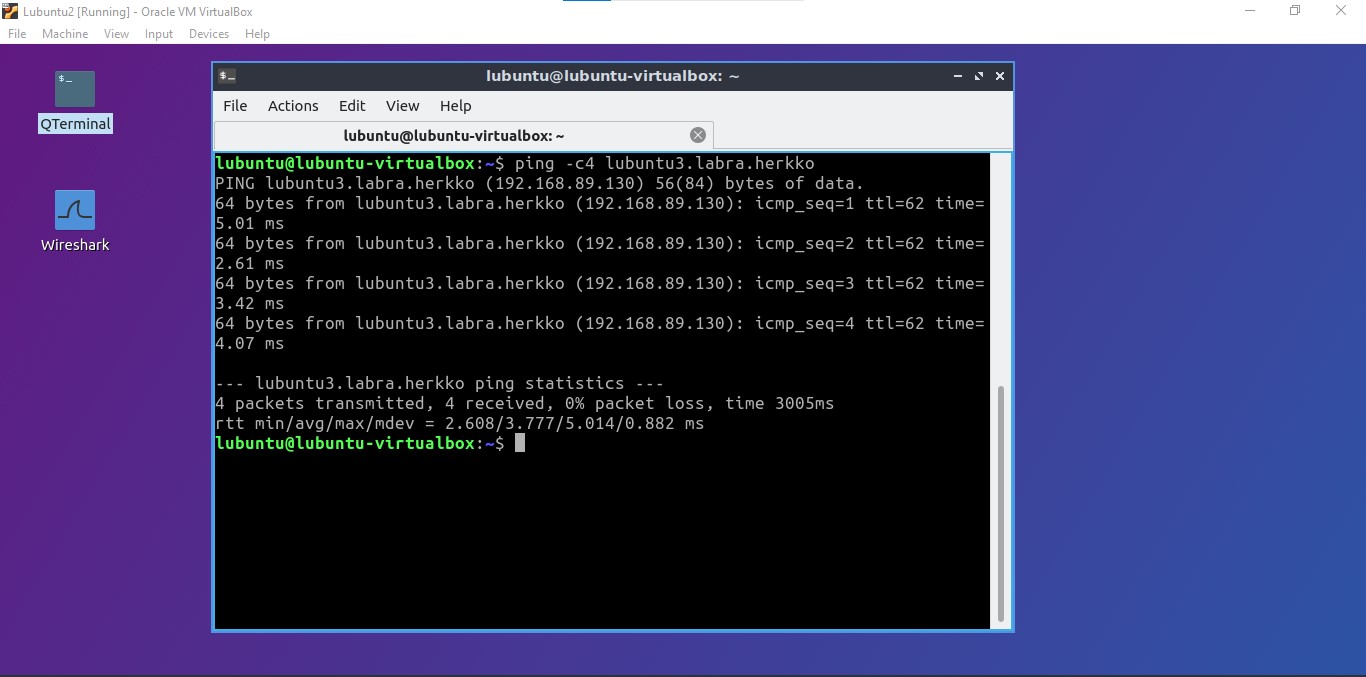 Lubuntu2 [Running] - Oracle VM VirtualBox
File Machine View Input Devices Help
$_
QTerminal
Wireshark
$_ lubuntu@lubuntu-virtualbox: ~
File Actions Edit View Help
lubuntu@lubuntu-virtualbox: ~
lubuntu@lubuntu-virtualbox:~$ ping -c4 lubuntu3.labra.herkko
PING lubuntu3.labra.herkko (192.168.89.130) 56(84) bytes of data.
64 bytes from lubuntu3.labra.herkko (192.168.89.130): icmp_seq=1 ttl=62 time=
5.01 ms
64 bytes from lubuntu3.labra.herkko (192.168.89.130): icmp_seq=2 ttl=62 time=
2.61 ms
64 bytes from lubuntu3.labra.herkko (192.168.89.130): icmp_seq=3 ttl=62 time=
3.42 ms
64 bytes from lubuntu3.labra.herkko (192.168.89.130): icmp_seq=4 ttl=62 time=
4.07 ms
--- lubuntu3.labra.herkko ping statistics ---
4 packets transmitted, 4 received, 0% packet loss, time 3005ms
rtt min/avg/max/mdev = 2.608/3.777/5.014/0.882 ms
lubuntu@lubuntu-virtualbox:~$